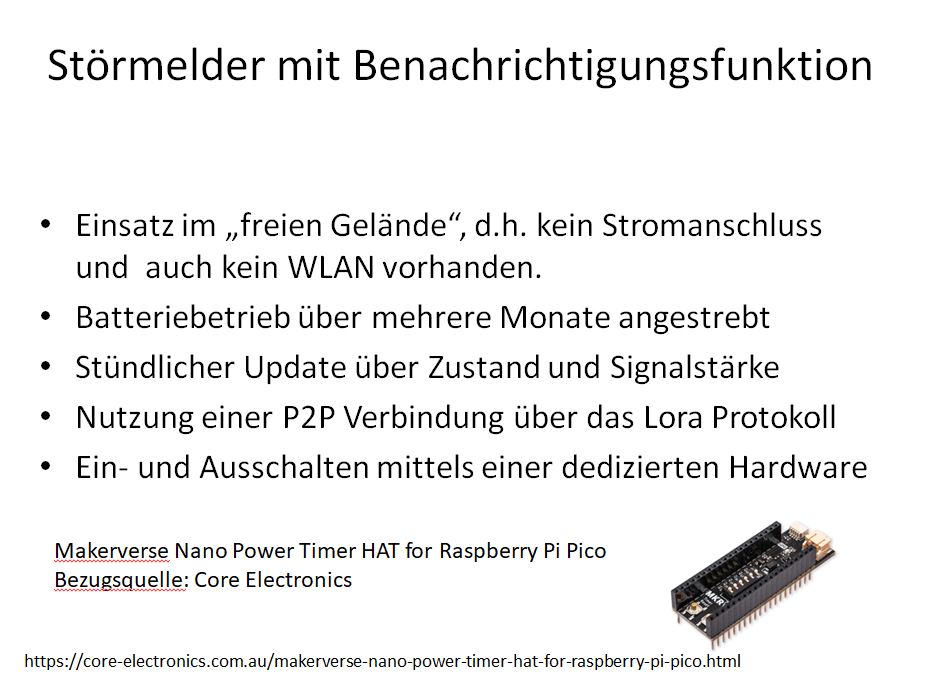 Störmelder mit Benachrichtigungsfunktion
• Einsatz im „freien Gelände“, d.h. kein Stromanschluss
und  auch kein WLAN vorhanden.
• Batteriebetrieb über mehrere Monate angestrebt
• Stündlicher Update über Zustand und Signalstärke
• Nutzung einer P2P Verbindung über das Lora Protokoll
• Ein- und Ausschalten mittels einer dedizierten Hardware
Makerverse Nano Power Timer HAT for Raspberry Pi Pico
Bezugsquelle: Core Electronics
MKR
https://core-electronics.com.au/makerverse-nano-power-timer-hat-for-raspberry-pi-pico.html